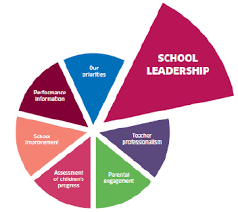 SCHOOL
LEADERSHIP
Our
priorities
Performance
information
School
improvement
Assessment
of children's
progress
Parental
engagement
Teacher
professionalism